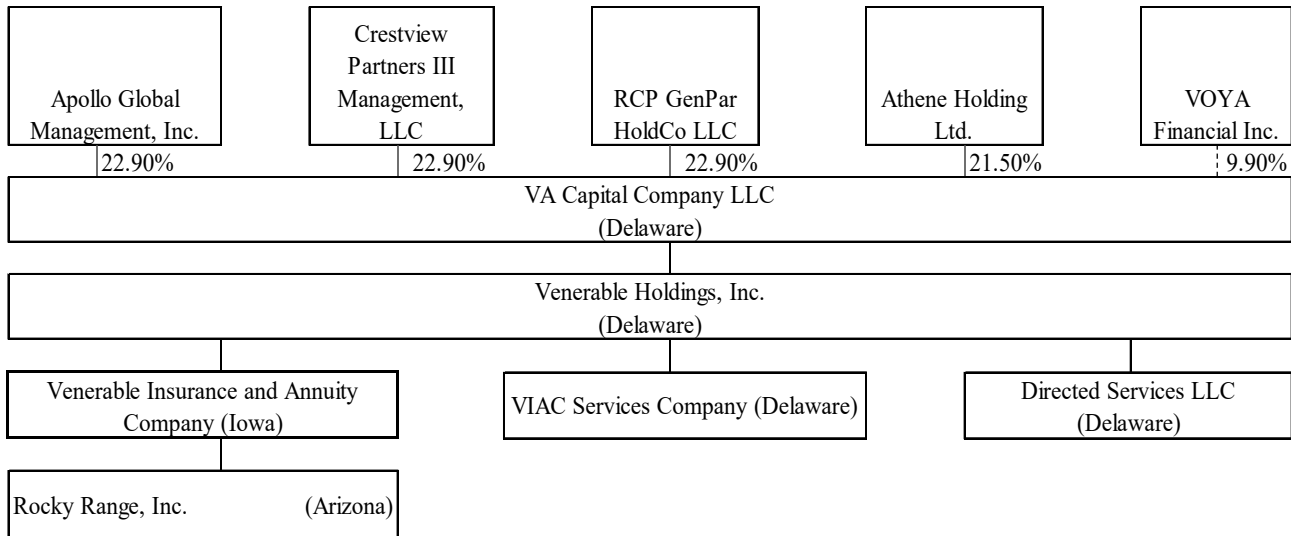 Apollo Global
Management, Inc.
Crestview
Partners III
Management,
LLC
RCP GenPar
HoldCo LLC
Athene Holding
Ltd.
VOYA
Financial Inc.
22.90%
22.90%
22.90%
21.50%
9.90%
VA Capital Company LLC
(Delaware)
Venerable Holdings, Inc.
(Delaware)
Venerable Insurance and Annuity
Company (Iowa)
VIAC Services Company (Delaware)
Directed Services LLC
(Delaware)
Rocky Range, Inc. (Arizona)